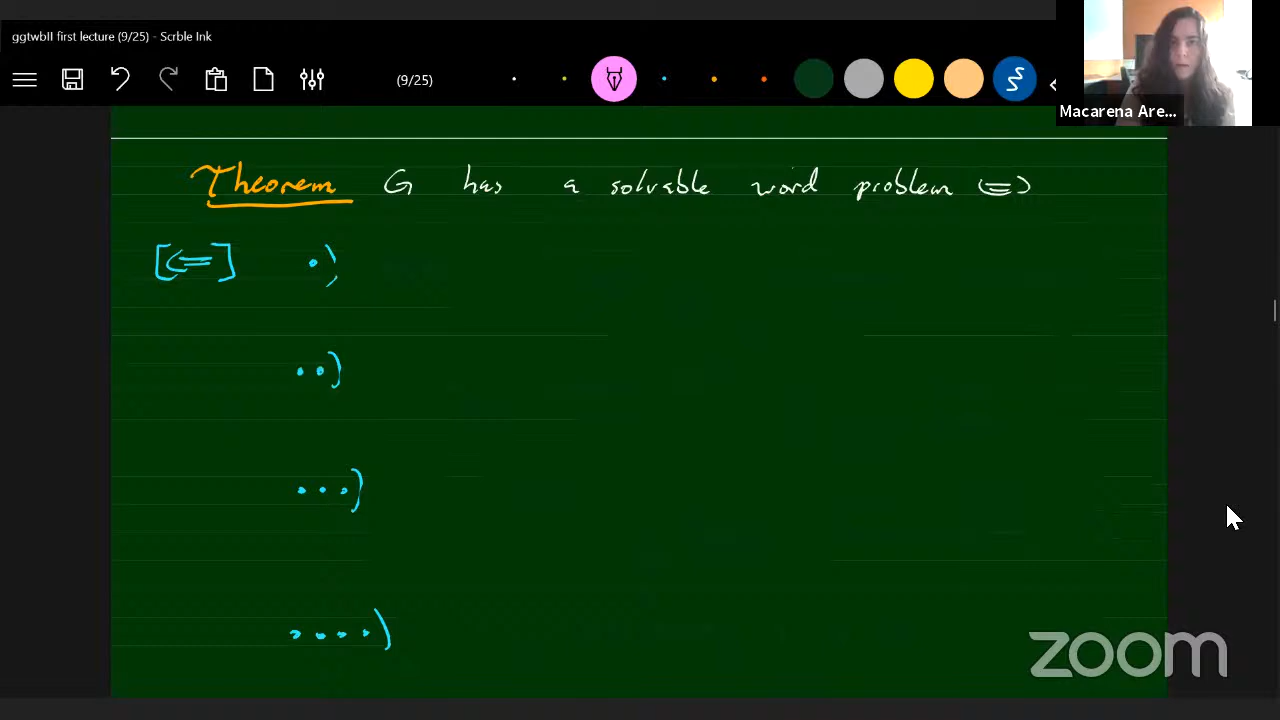 ggtwbII first lecture (9/25) - Scrble Ink
(9/25)
Macarena Are...
Theorem G has a solvable word problem ⇐⇒
[⇐] •)
••)
•••)
••••)
zoom